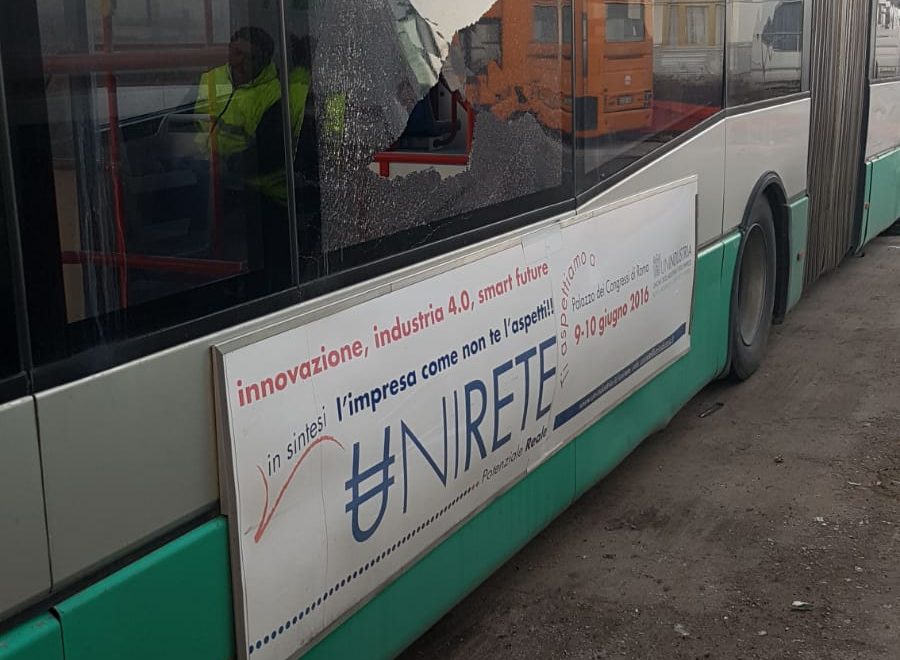 innovazione, industria 4.0, smart future
in sintesi l'impresa come non te l'aspetti!!
UNIRETE
Potenziale Reale
Ti aspettiamo a
Palazzo dei Congressi di Roma
9-10 giugno 2016
UNINDUSTRIA